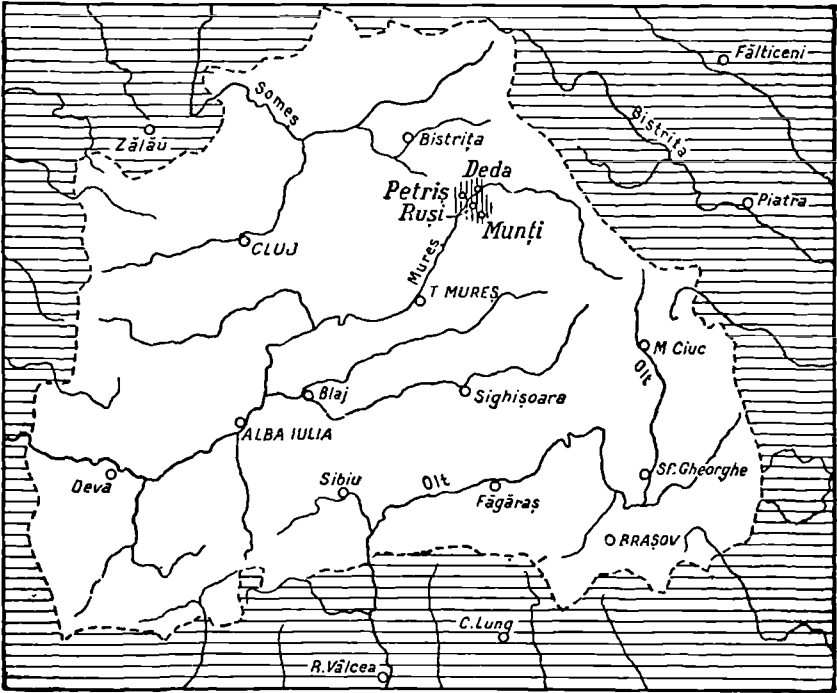 Fălticeni
Someș
Bistrița
Zălău
Bistrița
Deda
Petriș
Piatra
Ruși
Munți
CLUJ
Mureș
T. MUREȘ
M Ciuc
Olt
Blaj
Sighișoara
ALBA IULIA
Sf. Gheorghe
Deva
Sibiu
Olt
Făgăraș
BRAȘOV
C. Lung
R. Vâlcea